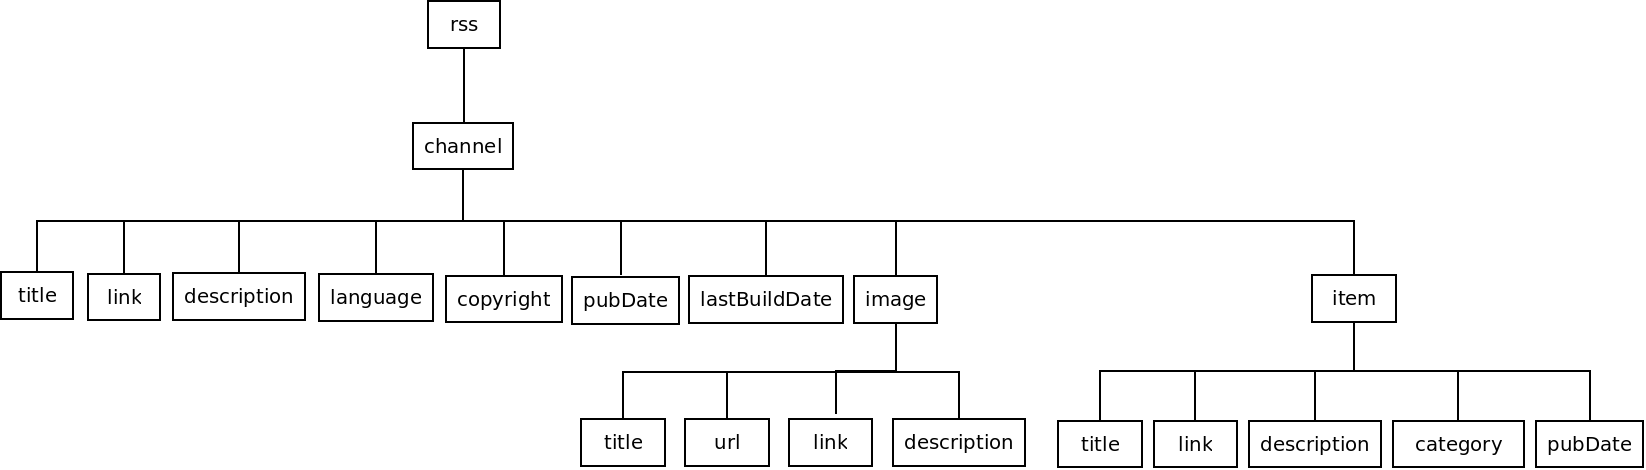 rss
channel
title
link
description
language
copyright
pubDate
lastBuildDate
image
item
title
url
link
description
title
link
description
category
pubDate